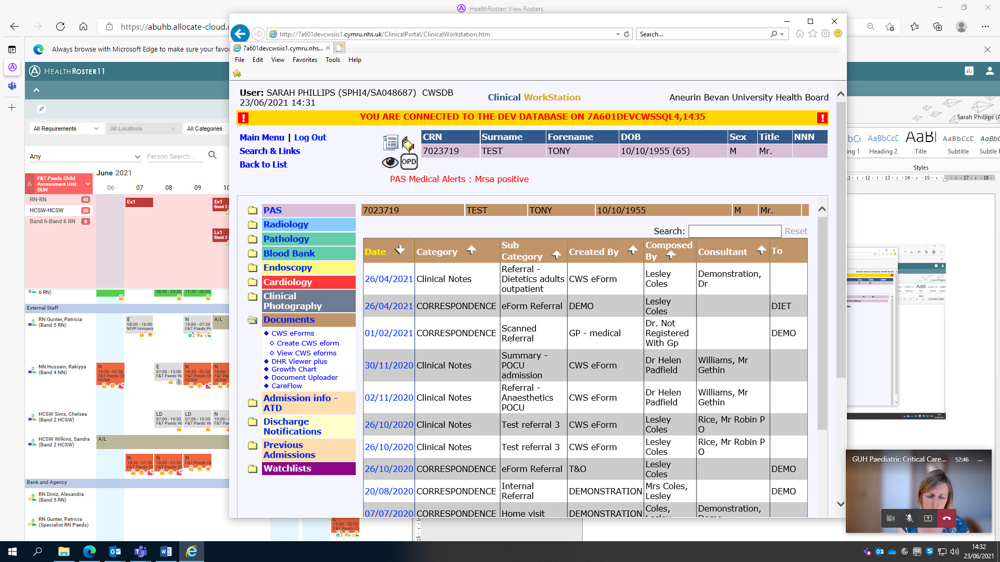 HealthRoster: View Rosters
https://abuhb.allocate-cloud.c
Always browse with Microsoft Edge to make sure your favor
HEALTHROSTER11
All Requirements
All Locations
All Categories
Any
Person Search...
June 2021
06 07 08 09 10
F&T Paeds Child
Assessment Unit
GUH
RN-RN 43
HCSW-HCSW 36
Band 6-Band 6 RN 6
Ex1
Ex1
Band 2
Lx1
Band 2
6 RN)
08:00 - 20:30
11:30 - 00:00
External Staff
RN Gunter, Patricia
(Band 5 RN)
E
08:00 - 16:00
MVP Immuniz
N
19:00 - 07:30
F&T Paeds Pr
A/L
NN Hussain, Rakiyya
(Band 4 NN)
N
18:00 - 01:30
F&T Paeds Ch
HCSW
E
07:00 - 13:00
F&T Paeds Wa
N
19:30 - 01:30
F&T Paeds Ch
HCSW
N
18:00 -
F&T Paeds
HCSW
HCSW Sims, Chelsea
(Band 2 HCSW)
LD
07:00 - 19:30
F&T Paeds Wa
LD
07:00 - 19:30
F&T Paeds Wa
N
19:00 -
F&T Paeds
HCSW Wilkins, Sandra
(Band 2 HCSW)
A/L
N
19:30 - 01:30
F&T Paeds Ch
N
16:00 - 01:30
F&T Paeds Ch
N
F&T Paeds Ch
Bank and Agency
RN Diniz, Alexandra
(Band 5 RN)
RN Gunter, Patricia
(Specialist RN Paeds)
15:00 - 22:00
F&T Paeds Ch
http://7a601devcwsiis1.cymru.nhs.uk/ClinicalPortal/ClinicalWorkstation.htm
Search...
7a601devcwsiis1.cymru.nhs...
File Edit View Favorites Tools Help
User: SARAH PHILLIPS (SPHI4/SA048687) CWSDB
23/06/2021 14:31
Clinical WorkStation
Aneurin Bevan University Health Board
YOU ARE CONNECTED TO THE DEV DATABASE ON 7A601DEVCWSSQL4,1435
Main Menu | Log Out
Search & Links
Back to List
OPD
CRN Surname Forename DOB Sex Title NNN
7023719 TEST TONY 10/10/1955 (65) M Mr.
PAS Medical Alerts : Mrsa positive
PAS
Radiology
Pathology
Blood Bank
Endoscopy
Cardiology
Clinical
Photography
Documents
CWS eForms
Create CWS eform
View CWS eforms
DHR Viewer plus
Growth Chart
Document Uploader
CareFlow
Admission info -
ATD
Discharge
Notifications
Previous
Admissions
Watchlists
7023719 TEST TONY 10/10/1955 M Mr.
Search: Reset
Date Category Sub Category Created By Composed By Consultant To
26/04/2021 Clinical Notes Referral - Dietetics adults outpatient CWS eForm Lesley Coles Demonstration, Dr
26/04/2021 CORRESPONDENCE eForm Referral DEMO Lesley Coles DIET
01/02/2021 CORRESPONDENCE Scanned Referral GP - medical Dr. Not Registered With Gp DEMO
30/11/2020 Clinical Notes Summary - POCU admission CWS eForm Dr Helen Padfield Williams, Mr Gethin
02/11/2020 Clinical Notes Referral - Anaesthetics POCU CWS eForm Dr Helen Padfield Williams, Mr Gethin
26/10/2020 Clinical Notes Test referral 3 CWS eForm Lesley Coles Rice, Mr Robin P O
26/10/2020 Clinical Notes Test referral 3 CWS eForm Lesley Coles Rice, Mr Robin P O
26/10/2020 CORRESPONDENCE eForm Referral T&O Lesley Coles DEMO
20/08/2020 CORRESPONDENCE Internal Referral DEMONSTRATION Mrs Coles, Lesley DEMO
07/07/2020 CORRESPONDENCE Home visit DEMONSTRATION Coles, Demonstration,
Sarah Phillips (A
AaBbCcD AaBl AaBbCcD AaBbCc
ing 1 Heading 2 Title Subtitle Subtle E
Styles
11 12 13 14 15 17 18
Aneurin Bevan University Health Board
GUH Paediatric Critical Care... 52:46
14:32
23/06/2021